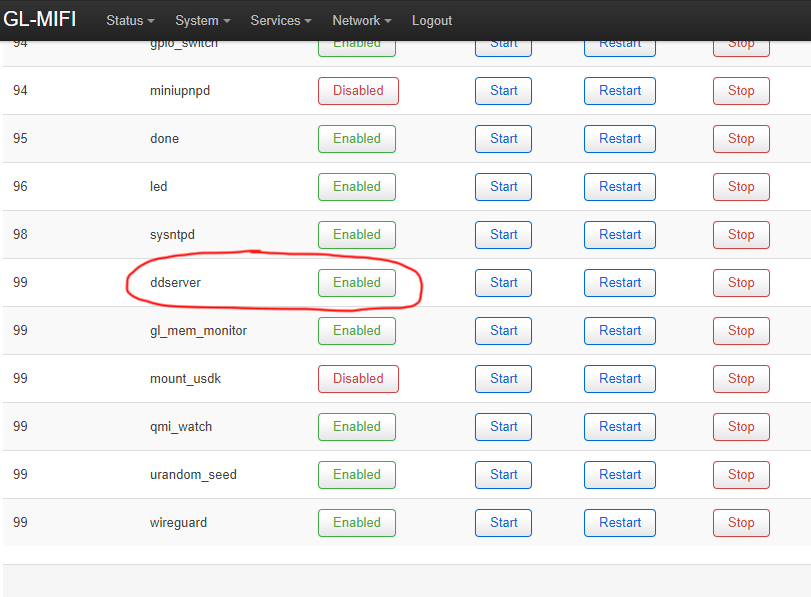 GL-MIFI Status System Services Network Logout
94 gpio_switch Enabled Start Restart Stop
94 miniupnpd Disabled Start Restart Stop
95 done Enabled Start Restart Stop
96 led Enabled Start Restart Stop
98 sysntpd Enabled Start Restart Stop
99 ddserver Enabled Start Restart Stop
99 gl_mem_monitor Enabled Start Restart Stop
99 mount_usdk Disabled Start Restart Stop
99 qmi_watch Enabled Start Restart Stop
99 urandom_seed Enabled Start Restart Stop
99 wireguard Enabled Start Restart Stop